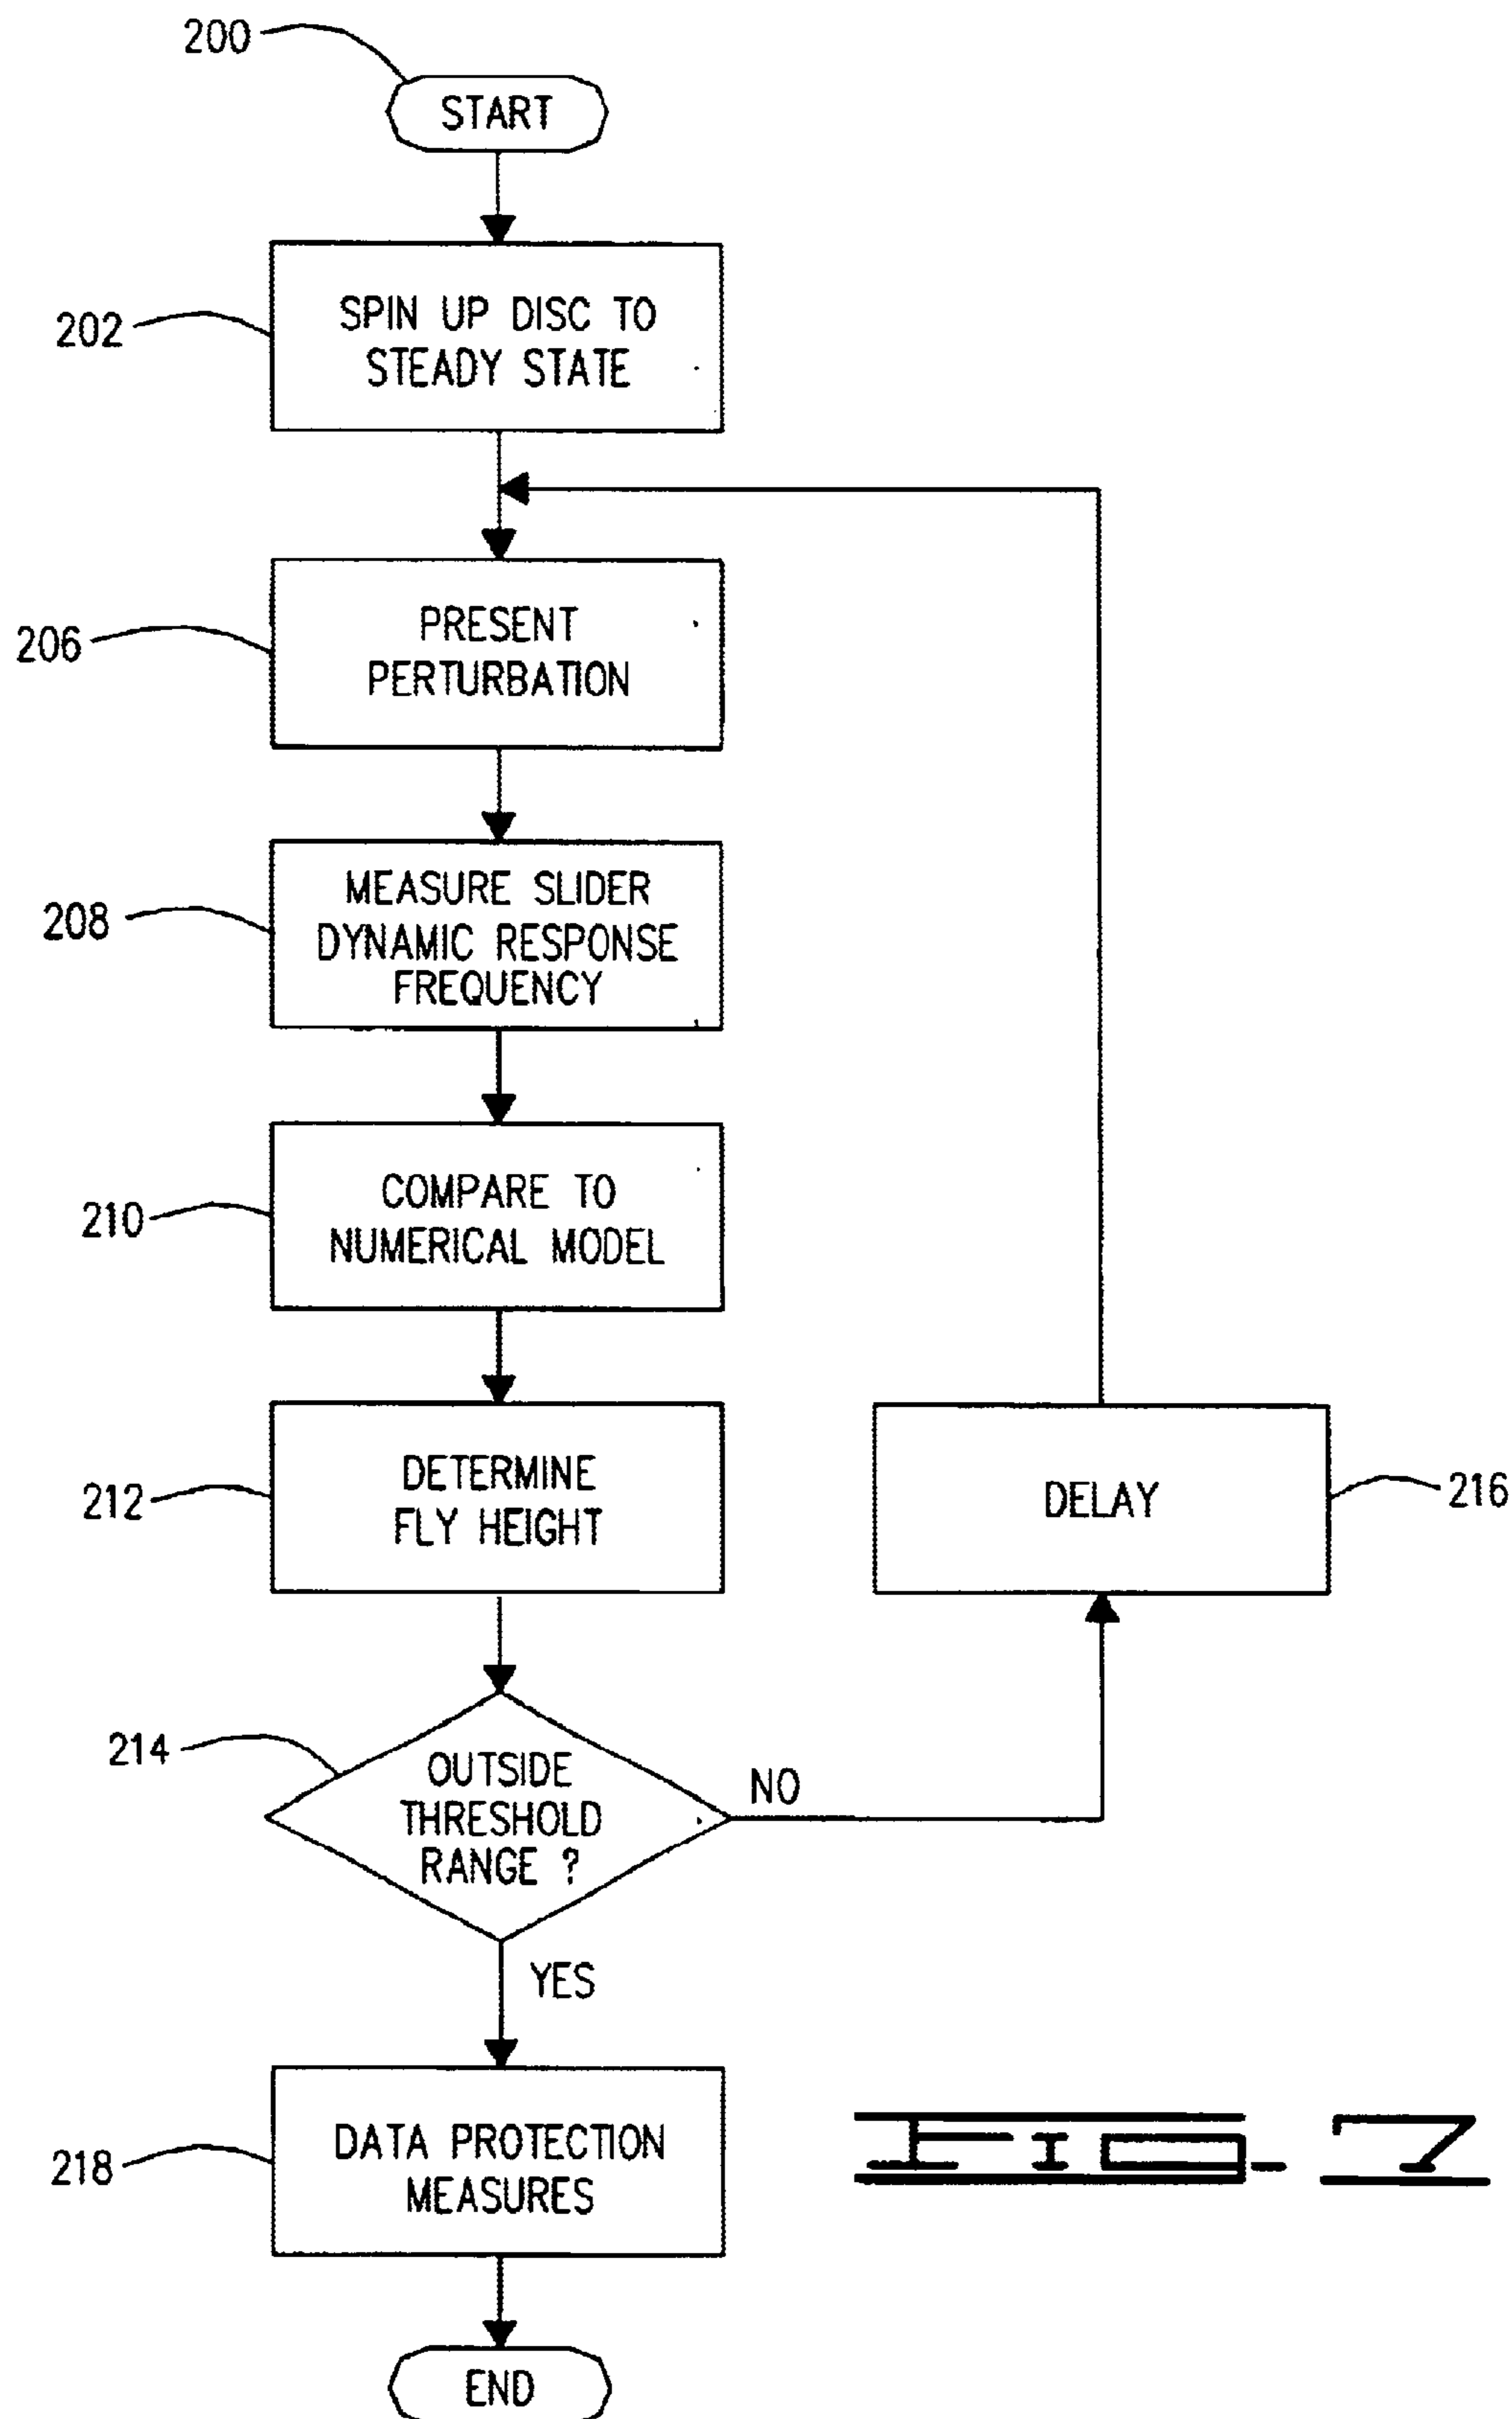 200
START
202
SPIN UP DISC TO
STEADY STATE
206
PRESENT
PERTURBATION
208
MEASURE SLIDER
DYNAMIC RESPONSE
FREQUENCY
210
COMPARE TO
NUMERICAL MODEL
212
DETERMINE
FLY HEIGHT
DELAY
216
214
OUTSIDE
THRESHOLD
RANGE ?
NO
YES
218
DATA PROTECTION
MEASURES
FIG_ 7
END